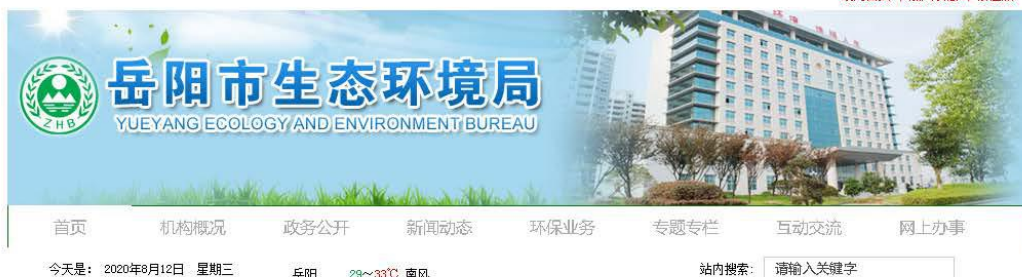 岳阳市生态环境局
YUEYANG ECOLOGY AND ENVIRONMENT BUREAU
ZHB
首页 机构概况 政务公开 新闻动态 环保业务 专题专栏 互动交流 网上办事
今天是: 2020年8月12日 星期三 岳阳 29~33℃ 南风 站内搜索: 请输入关键字